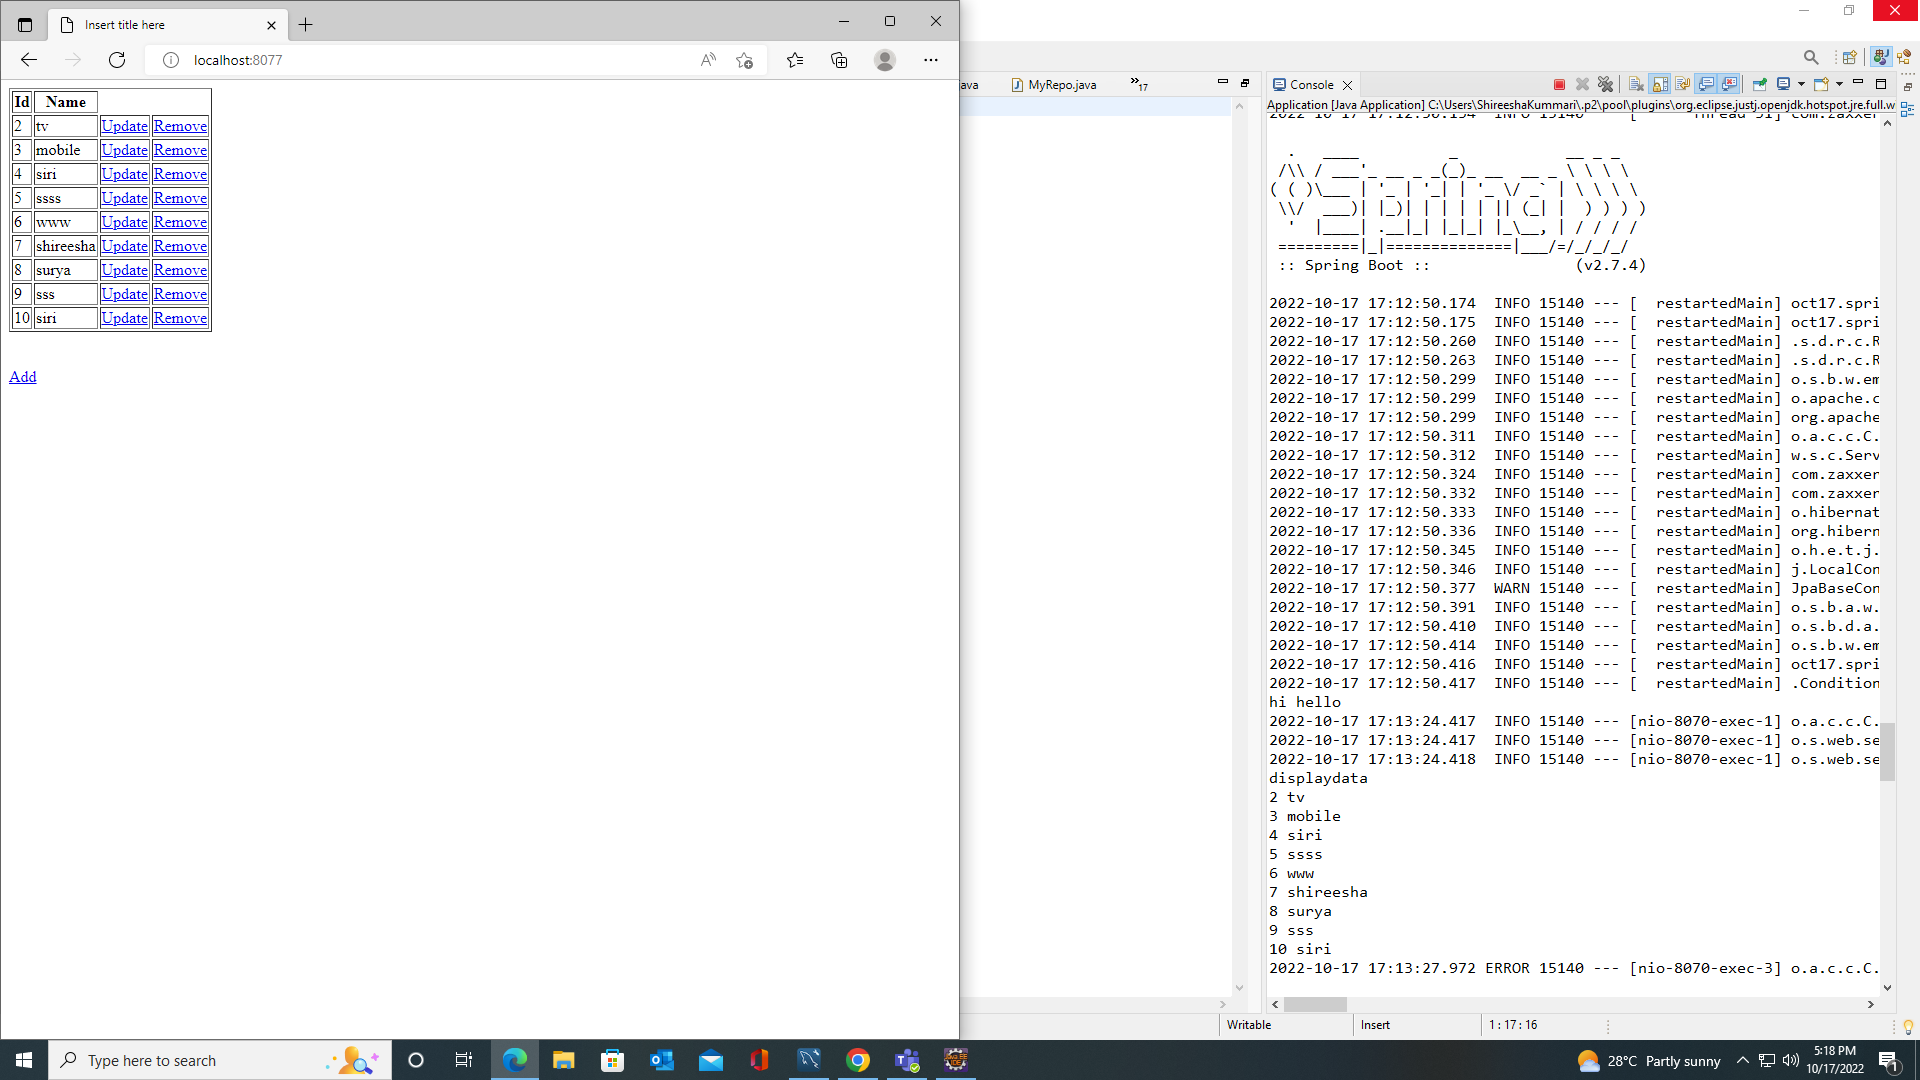 Insert title here
localhost:8077
Id Name
2 tv Update Remove
3 mobile Update Remove
4 siri Update Remove
5 ssss Update Remove
6 www Update Remove
7 shireesha Update Remove
8 surya Update Remove
9 sss Update Remove
10 siri Update Remove
Add
ava
MyRepo.java
17
Console
Application [Java Application] C:\Users\ShireeshaKummari\.p2\pool\plugins\org.eclipse.justj.openjdk.hotspot.jre.full.w
:: Spring Boot :: (v2.7.4)
2022-10-17 17:12:50.174 INFO 15140 --- [ restartedMain] oct17.spri
2022-10-17 17:12:50.175 INFO 15140 --- [ restartedMain] oct17.spri
2022-10-17 17:12:50.260 INFO 15140 --- [ restartedMain] .s.d.r.c.R
2022-10-17 17:12:50.263 INFO 15140 --- [ restartedMain] .s.d.r.c.R
2022-10-17 17:12:50.299 INFO 15140 --- [ restartedMain] o.s.b.w.em
2022-10-17 17:12:50.299 INFO 15140 --- [ restartedMain] o.apache.c
2022-10-17 17:12:50.299 INFO 15140 --- [ restartedMain] org.apache
2022-10-17 17:12:50.311 INFO 15140 --- [ restartedMain] o.a.c.c.C.
2022-10-17 17:12:50.312 INFO 15140 --- [ restartedMain] w.s.c.Serv
2022-10-17 17:12:50.324 INFO 15140 --- [ restartedMain] com.zaxxer
2022-10-17 17:12:50.332 INFO 15140 --- [ restartedMain] com.zaxxer
2022-10-17 17:12:50.333 INFO 15140 --- [ restartedMain] o.hibernat
2022-10-17 17:12:50.336 INFO 15140 --- [ restartedMain] org.hibern
2022-10-17 17:12:50.345 INFO 15140 --- [ restartedMain] o.h.e.t.j.
2022-10-17 17:12:50.346 INFO 15140 --- [ restartedMain] j.LocalCon
2022-10-17 17:12:50.377 WARN 15140 --- [ restartedMain] JpaBaseCon
2022-10-17 17:12:50.391 INFO 15140 --- [ restartedMain] o.s.b.a.w.
2022-10-17 17:12:50.410 INFO 15140 --- [ restartedMain] o.s.b.d.a.
2022-10-17 17:12:50.414 INFO 15140 --- [ restartedMain] o.s.b.w.em
2022-10-17 17:12:50.416 INFO 15140 --- [ restartedMain] oct17.spri
2022-10-17 17:12:50.417 INFO 15140 --- [ restartedMain] .Condition
hi hello
2022-10-17 17:13:24.417 INFO 15140 --- [nio-8070-exec-1] o.a.c.c.C.
2022-10-17 17:13:24.417 INFO 15140 --- [nio-8070-exec-1] o.s.web.se
2022-10-17 17:13:24.418 INFO 15140 --- [nio-8070-exec-1] o.s.web.se
displaydata
2 tv
3 mobile
4 siri
5 ssss
6 www
7 shireesha
8 surya
9 sss
10 siri
2022-10-17 17:13:27.972 ERROR 15140 --- [nio-8070-exec-3] o.a.c.c.C.
Writable
Insert
1 : 17 : 16
Type here to search
28°C Partly sunny
5:18 PM
10/17/2022
1